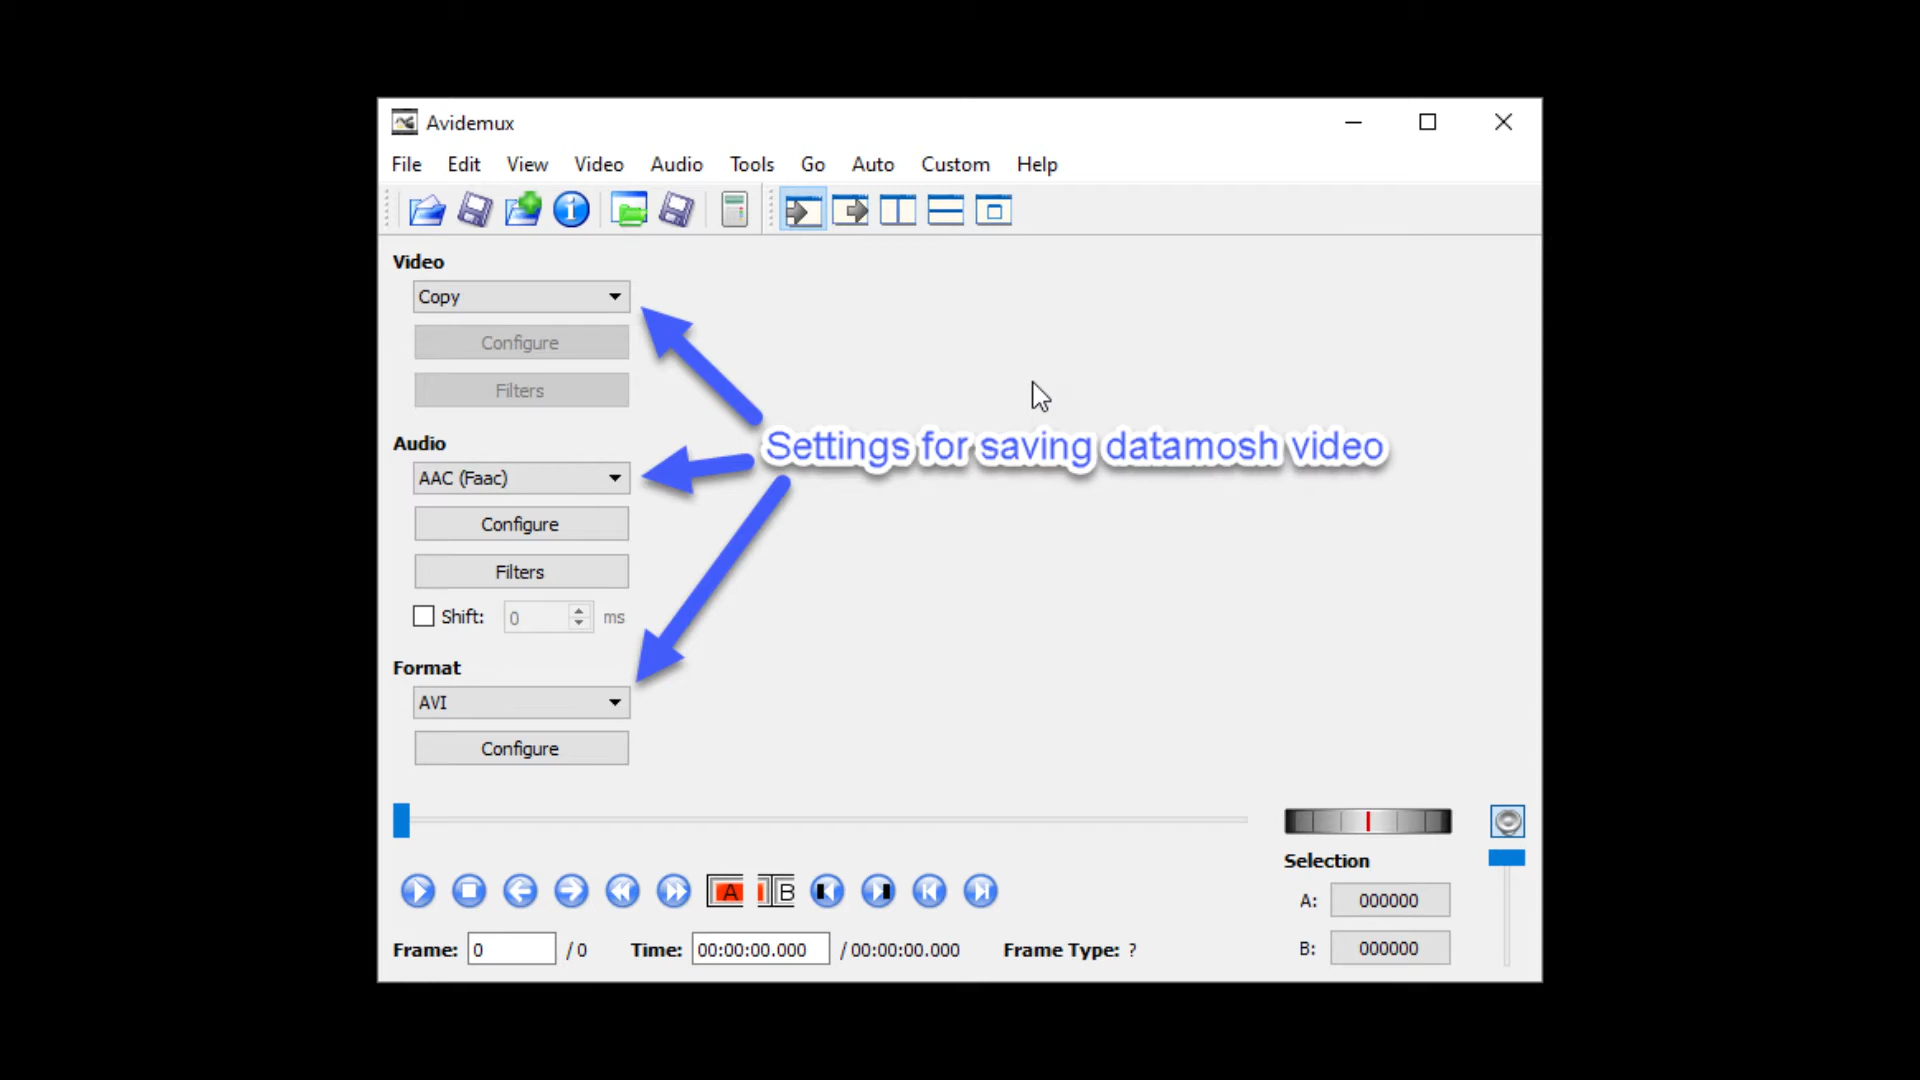 Avidemux
File Edit View Video Audio Tools Go Auto Custom Help
Video
Copy
Configure
Filters
Settings for saving datamosh video
Audio
AAC (Faac)
Configure
Filters
Shift: 0 ms
Format
AVI
Configure
Selection
A: 000000
A B
Frame: 0 / 0 Time: 00:00:00.000 / 00:00:00.000 Frame Type: ?
B: 000000